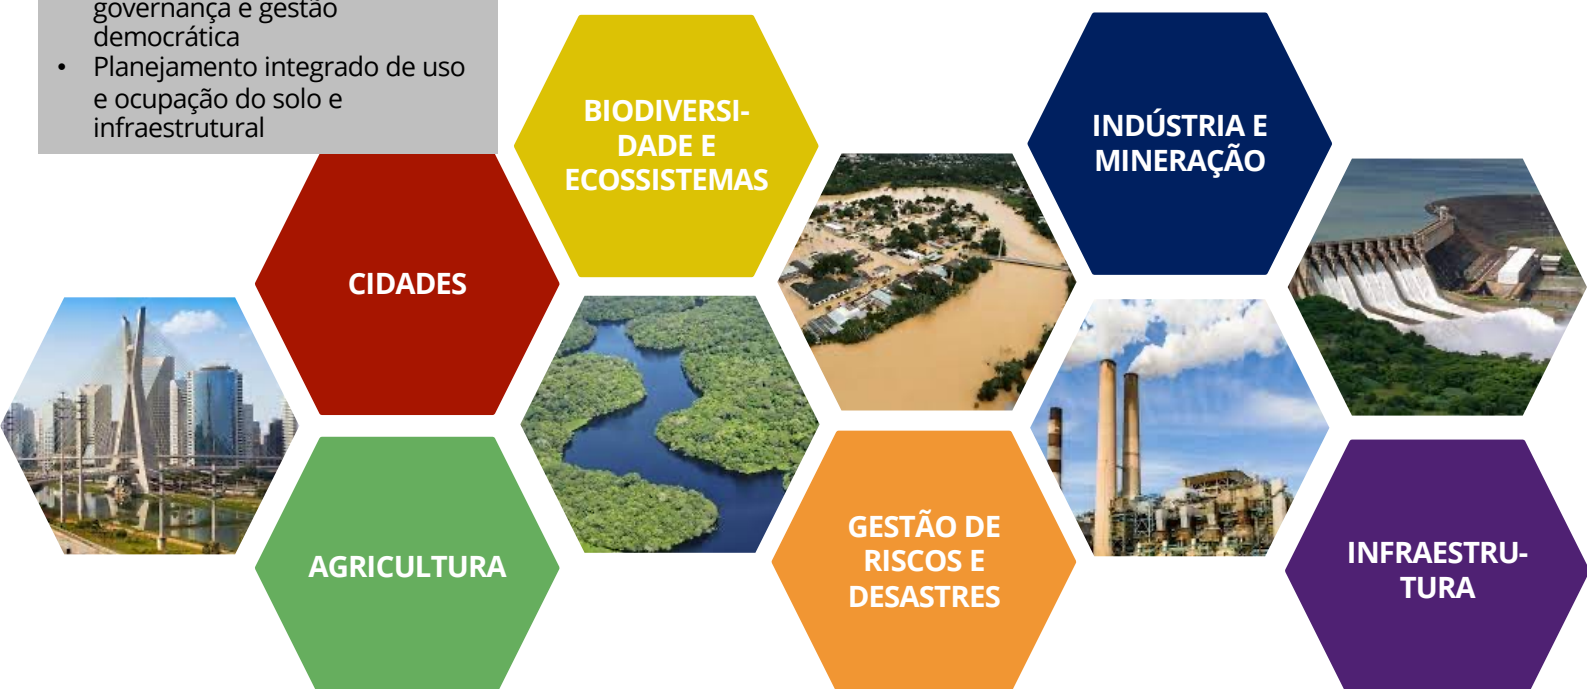 governança e gestão
democrática
• Planejamento integrado de uso
e ocupação do solo e
infraestrutural
BIODIVERSI-
DADE E
ECOSSISTEMAS
INDÚSTRIA E
MINERAÇÃO
CIDADES
AGRICULTURA
GESTÃO DE
RISCOS E
DESASTRES
INFRAESTRU-
TURA